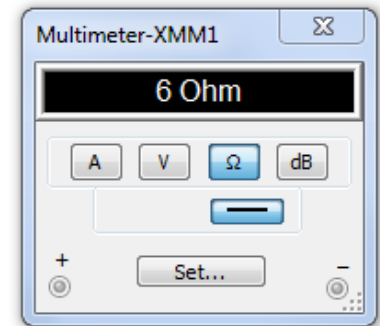 Multimeter-XMM1
6 Ohm
A V Ω dB
+ −
Set...